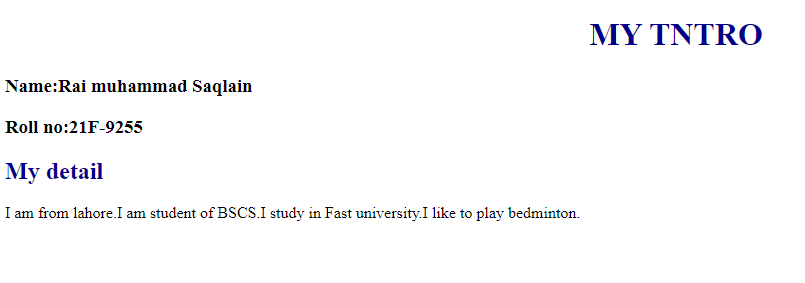 MY TNTRO
Name:Rai muhammad Saqlain
Roll no:21F-9255
My detail
I am from lahore.I am student of BSCS.I study in Fast university.I like to play bedminton.